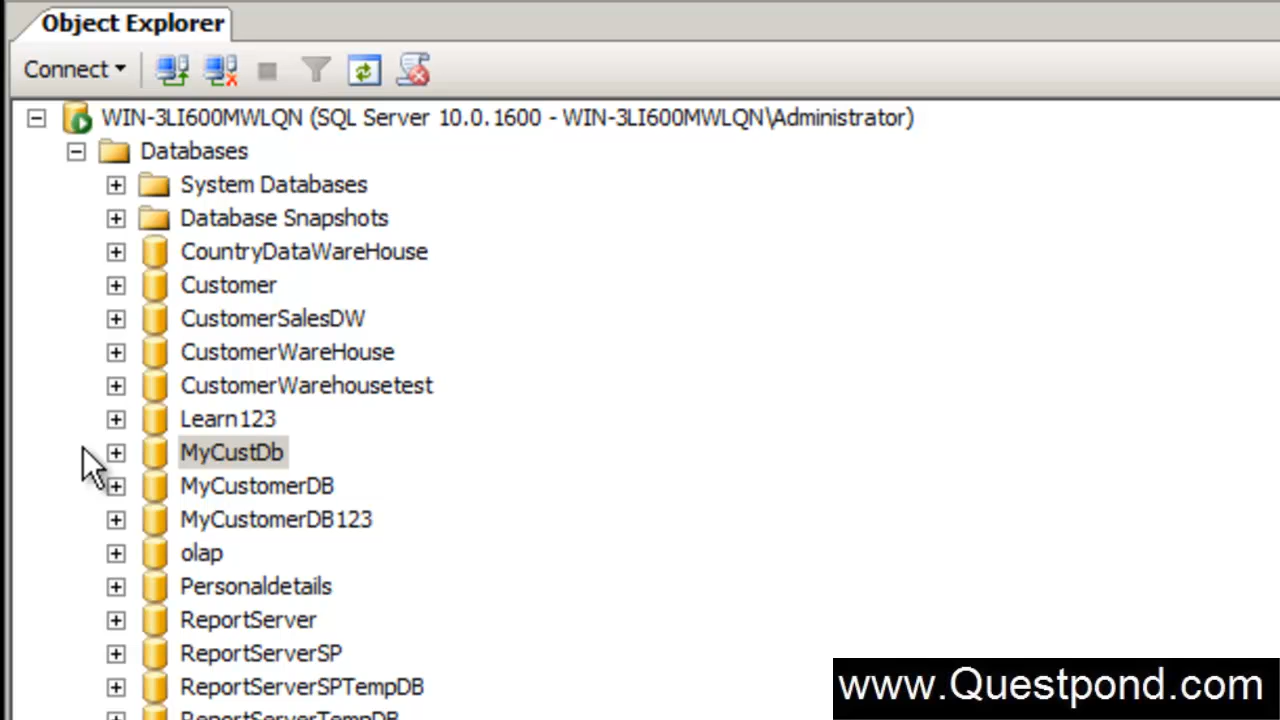 Object Explorer
Connect
WIN-3LI600MWLQN (SQL Server 10.0.1600 - WIN-3LI600MWLQN\Administrator)
Databases
System Databases
Database Snapshots
CountryDataWareHouse
Customer
CustomerSalesDW
CustomerWareHouse
CustomerWarehousetest
Learn123
MyCustDb
MyCustomerDB
MyCustomerDB123
olap
Personaldetails
ReportServer
ReportServerSP
ReportServerSPTempDB
ReportServerTempDB
www.Questpond.com